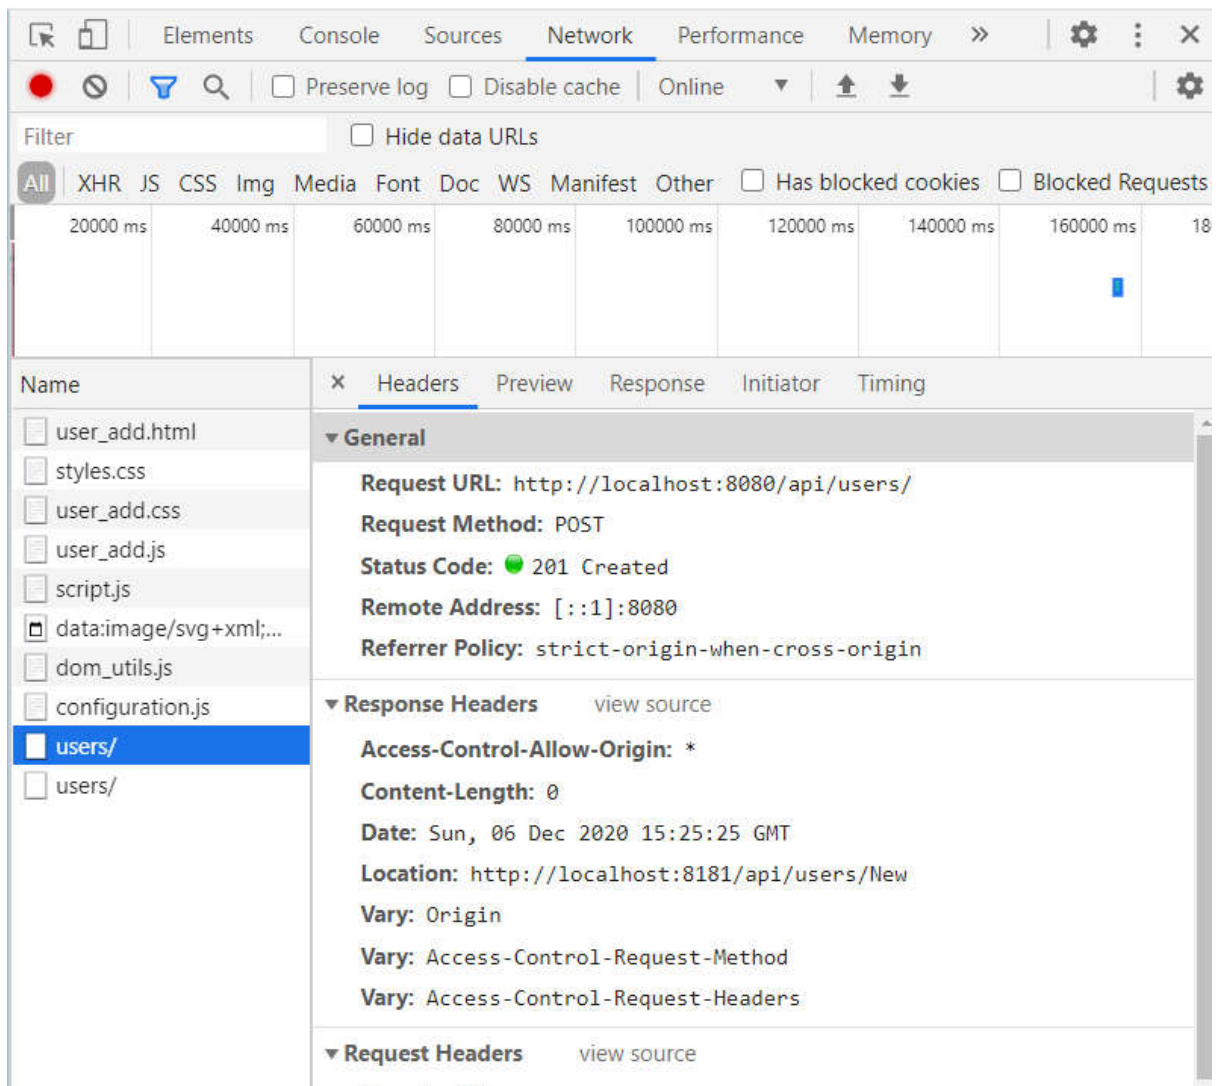 Elements Console Sources Network Performance Memory »
Preserve log Disable cache Online
Filter Hide data URLs
All XHR JS CSS Img Media Font Doc WS Manifest Other Has blocked cookies Blocked Requests
20000 ms 40000 ms 60000 ms 80000 ms 100000 ms 120000 ms 140000 ms 160000 ms 18
Name
× Headers Preview Response Initiator Timing
user_add.html
styles.css
user_add.css
user_add.js
script.js
data:image/svg+xml;...
dom_utils.js
configuration.js
users/
users/
General
Request URL: http://localhost:8080/api/users/
Request Method: POST
Status Code: 201 Created
Remote Address: [::1]:8080
Referrer Policy: strict-origin-when-cross-origin
Response Headers view source
Access-Control-Allow-Origin: *
Content-Length: 0
Date: Sun, 06 Dec 2020 15:25:25 GMT
Location: http://localhost:8181/api/users/New
Vary: Origin
Vary: Access-Control-Request-Method
Vary: Access-Control-Request-Headers
Request Headers view source